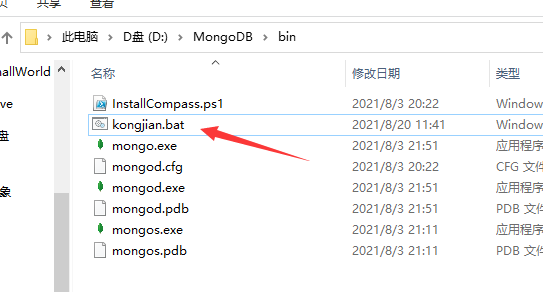 共享 查看
此电脑 > D盘 (D:) > MongoDB > bin
名称 修改日期 类型
InstallCompass.ps1 2021/8/3 20:22 Window
kongjian.bat 2021/8/20 11:41 Window
mongo.exe 2021/8/3 21:51 应用程序
mongod.cfg 2021/8/3 20:22 CFG 文件
mongod.exe 2021/8/3 21:51 应用程序
mongod.pdb 2021/8/3 21:51 PDB 文件
mongos.exe 2021/8/3 21:11 应用程序
mongos.pdb 2021/8/3 21:11 PDB 文件
nallWorld
ve
盘
象